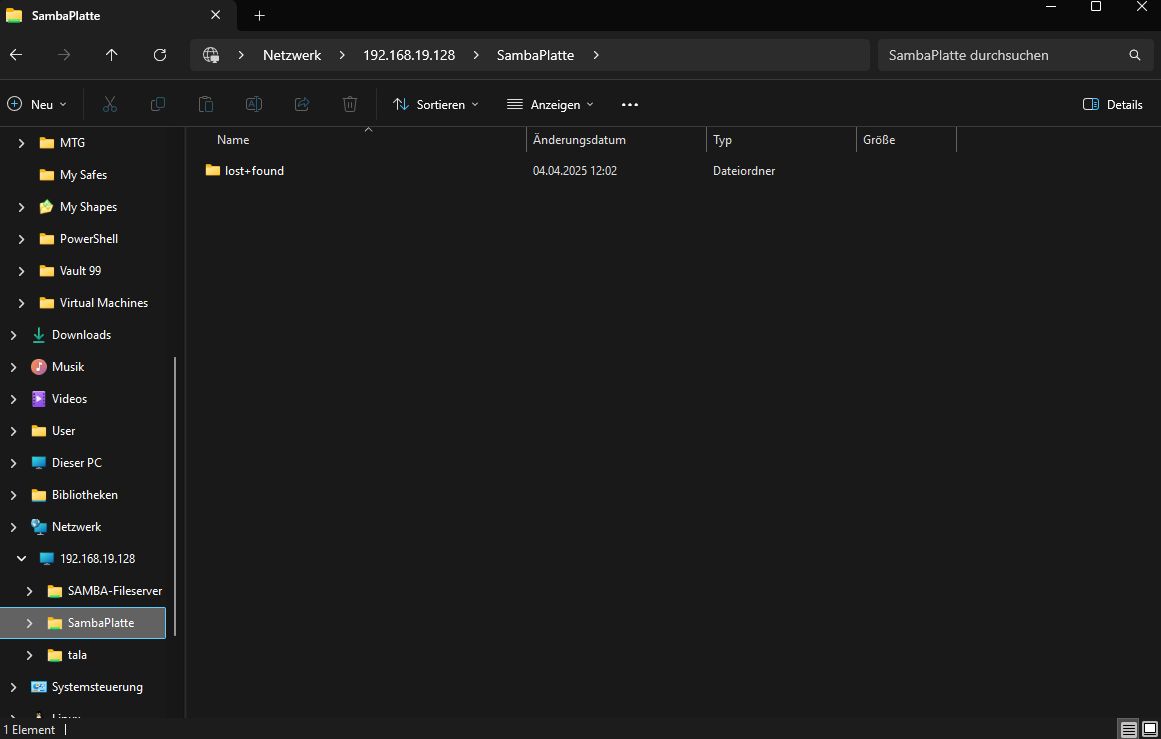 SambaPlatte
Netzwerk 192.168.19.128 SambaPlatte
SambaPlatte durchsuchen
Neu
Sortieren
Anzeigen
Details
MTG
My Safes
My Shapes
PowerShell
Vault 99
Virtual Machines
Downloads
Musik
Videos
User
Dieser PC
Bibliotheken
Netzwerk
192.168.19.128
SAMBA-Fileserver
SambaPlatte
tala
Systemsteuerung
Linux
Name Änderungsdatum Typ Größe
lost+found 04.04.2025 12:02 Dateiordner
1 Element